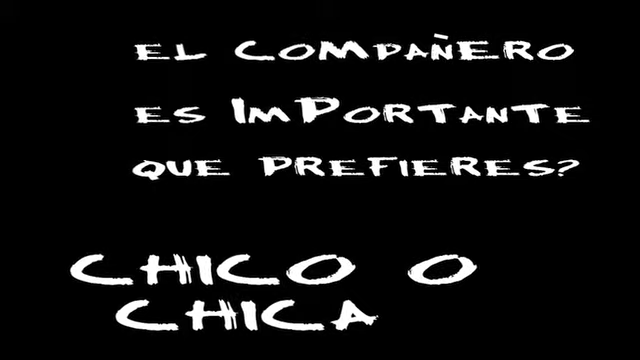 EL COMPAÑERO
ES IMPORTANTE
QUE PREFIERES?
CHICO O
CHICA